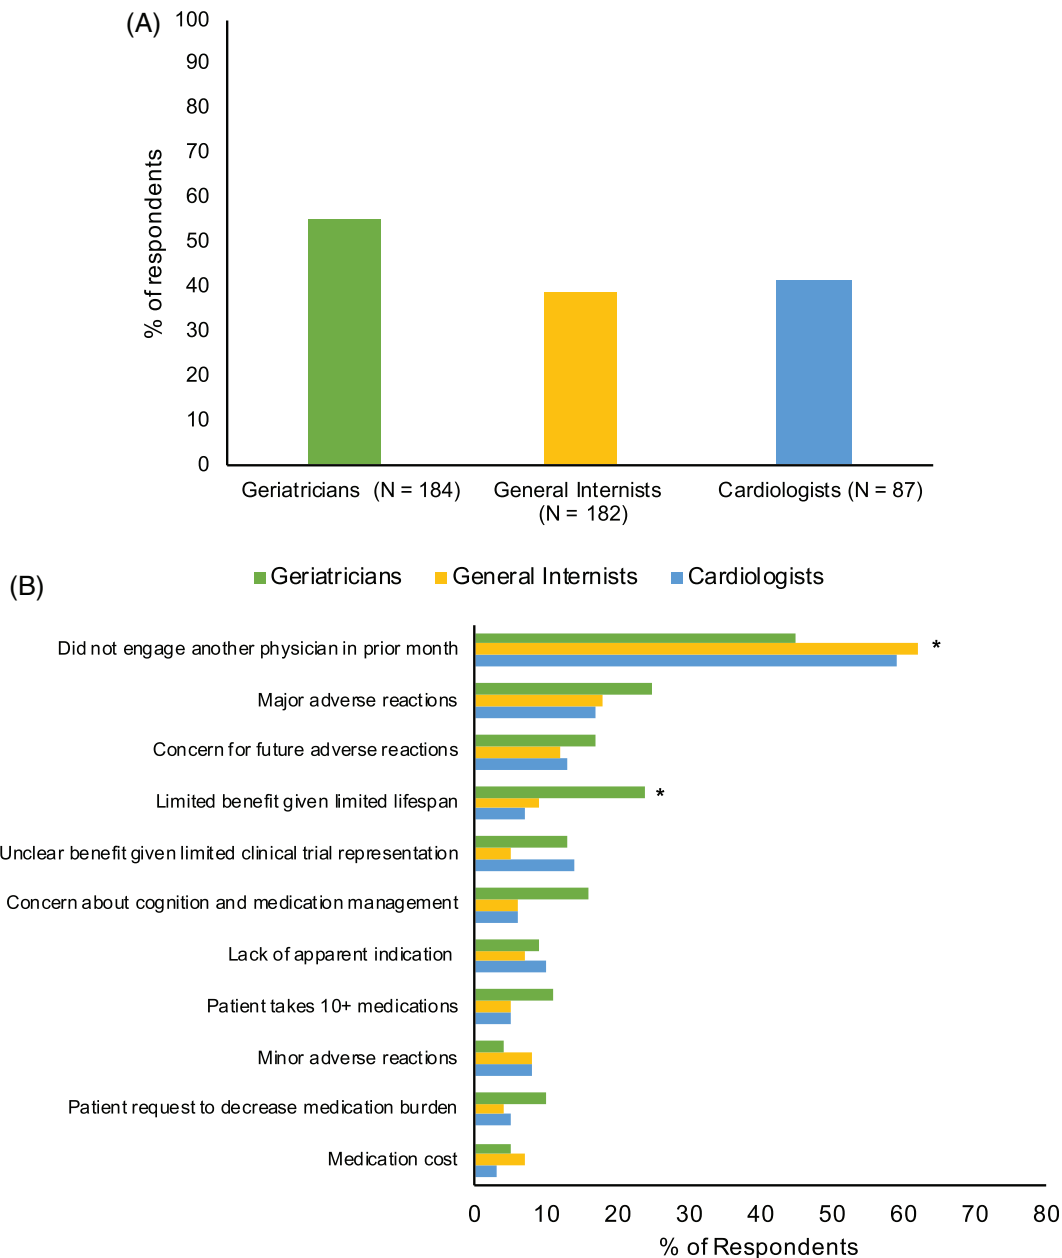 (A)
100
90
80
70
60
50
40
30
20
10
0
% of respondents
Geriatricians (N = 184)
General Internists
(N = 182)
Cardiologists (N = 87)
(B)
Geriatricians
General Internists
Cardiologists
Did not engage another physician in prior month
*
Major adverse reactions
Concern for future adverse reactions
Limited benefit given limited lifespan
*
Unclear benefit given limited clinical trial representation
Concern about cognition and medication management
Lack of apparent indication
Patient takes 10+ medications
Minor adverse reactions
Patient request to decrease medication burden
Medication cost
0 10 20 30 40 50 60 70 80
% of Respondents